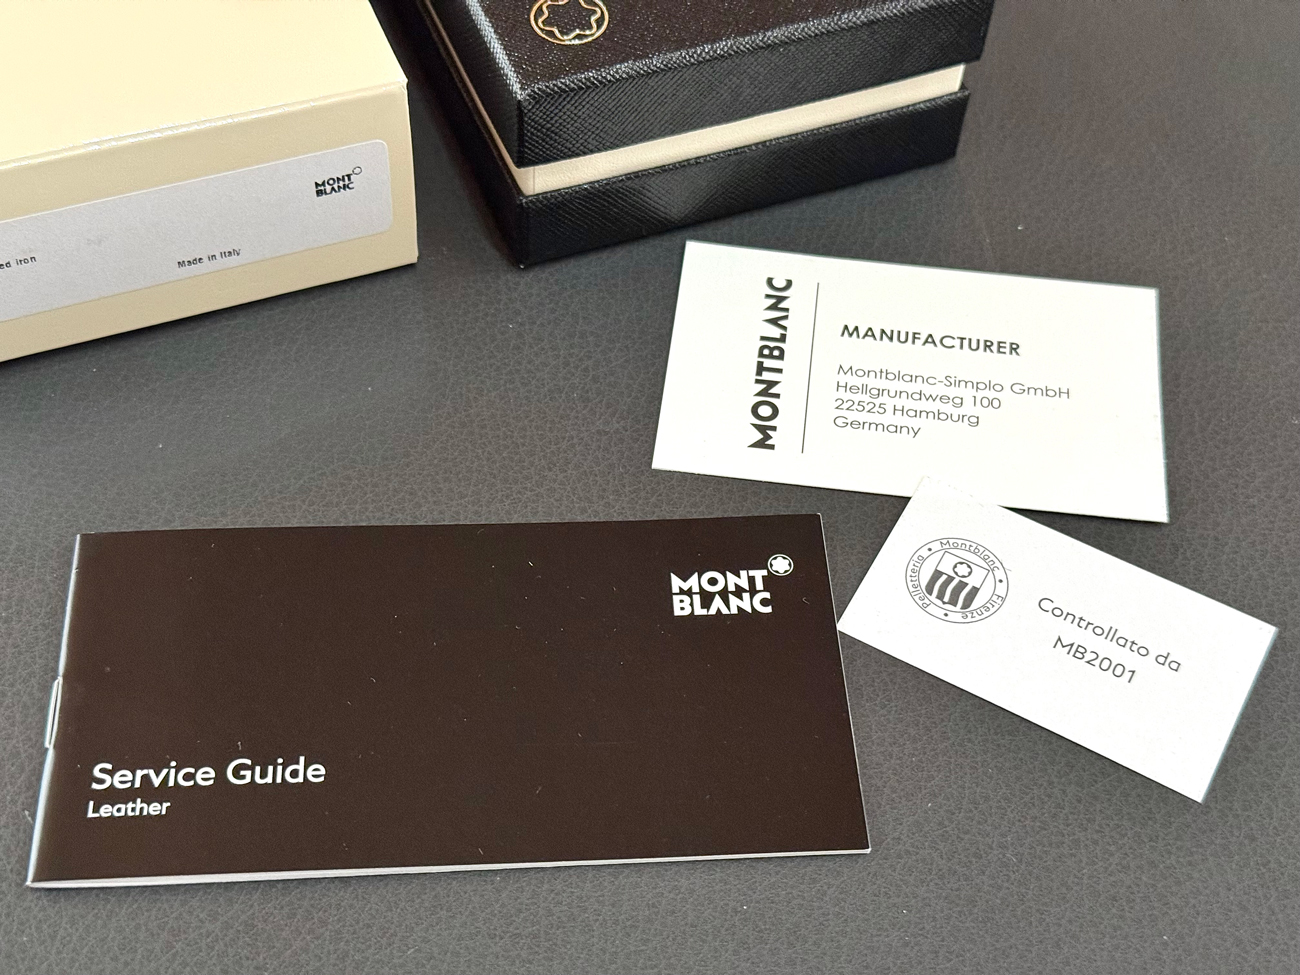 MONT
BLANC
ed iron
Made in Italy
MONTBLANC
MANUFACTURER
Montblanc-Simplo GmbH
Hellgrundweg 100
22525 Hamburg
Germany
MONT
BLANC
Service Guide
Leather
Montblanc • Firenze • Pelletteria •
Controllato da
MB2001